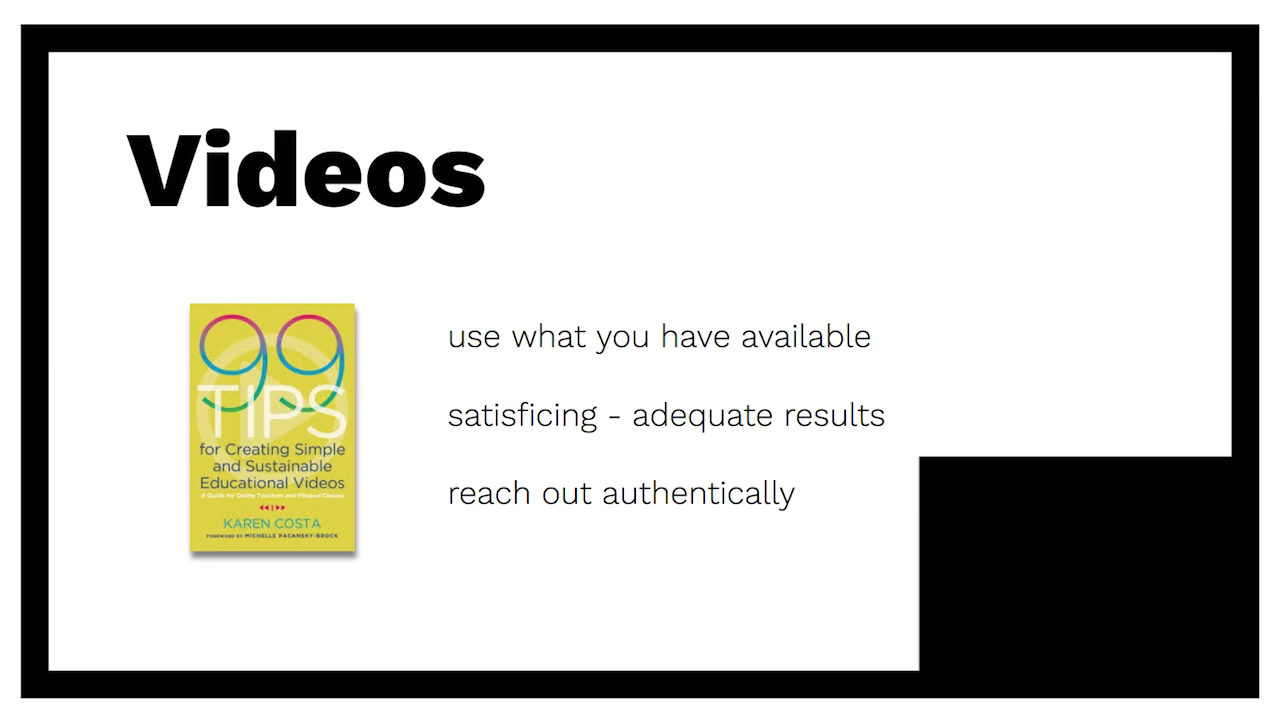 Videos
99
TIPS
for Creating Simple
and Sustainable
Educational Videos
A Guide for Online Teachers and Flipped Classes
KAREN COSTA
FOREWORD BY MICHELLE PACANSKY-BROCK
use what you have available
satisficing - adequate results
reach out authentically